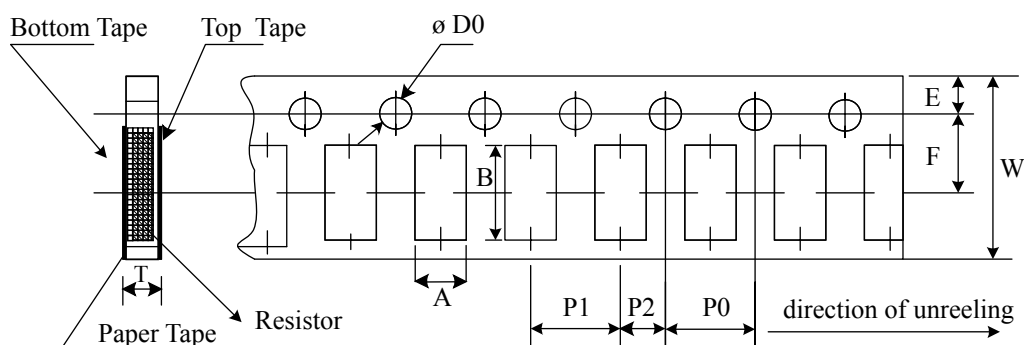 Bottom Tape
Top Tape
ø D0
E
F
W
B
T
A
P1
P2
P0
direction of unreeling
Resistor
Paper Tape